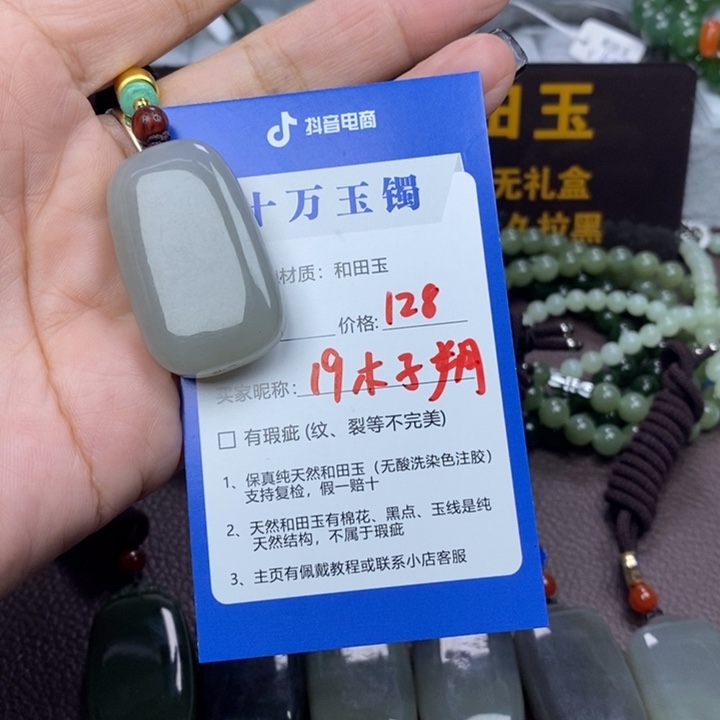 抖音电商
十万玉镯
材质：和田玉
价格: 128
买家昵称: 19木子朔
有瑕疵 (纹、裂等不完美)
1、保真纯天然和田玉（无酸洗染色注胶）
支持复检，假一赔十
2、天然和田玉有棉花、黑点、玉线是纯
天然结构，不属于瑕疵
3、主页有佩戴教程或联系小店客服
田玉
无礼盒
拉黑